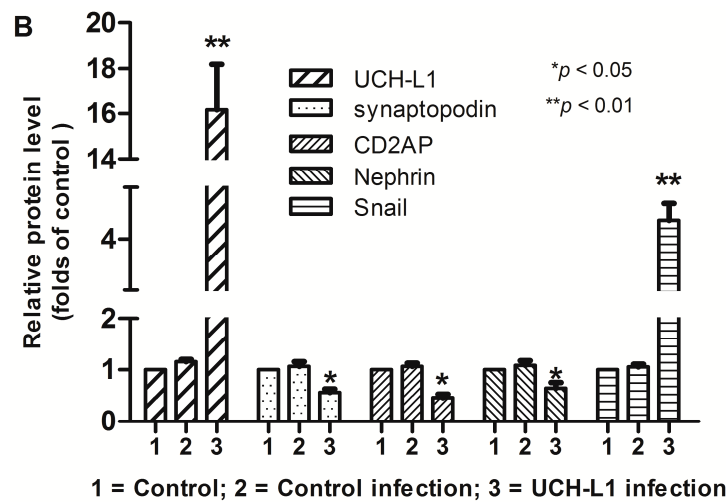 B
Relative protein level
(folds of control )
20
18
16
14
4
2
1
0
**
*
*
*
**
UCH-L1
synaptopodin
CD2AP
Nephrin
Snail
*p < 0.05
**p < 0.01
1 2 3 1 2 3 1 2 3 1 2 3 1 2 3
1 = Control; 2 = Control infection; 3 = UCH-L1 infection